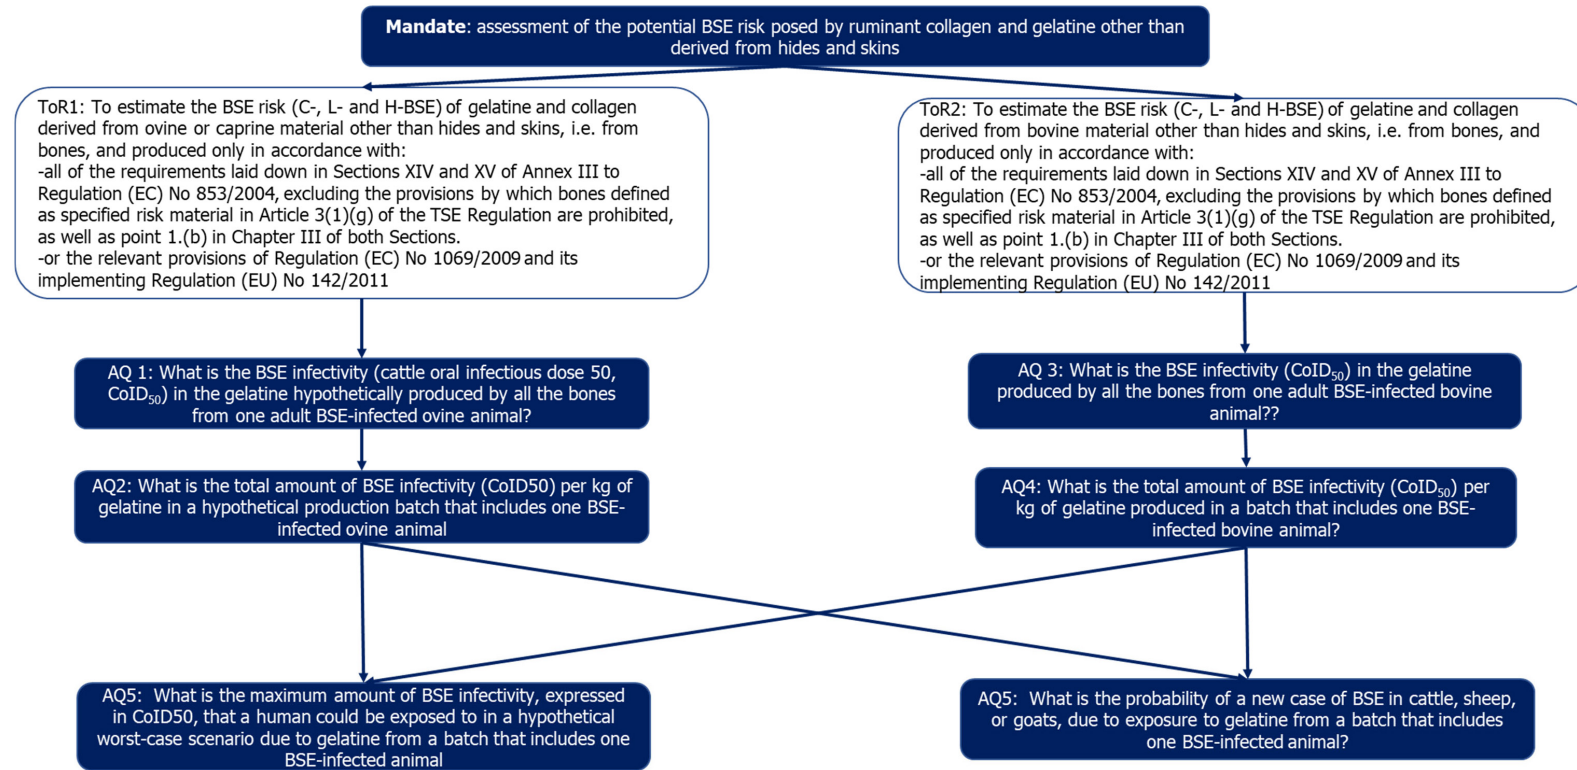 Mandate: assessment of the potential BSE risk posed by ruminant collagen and gelatine other than
derived from hides and skins
ToR1: To estimate the BSE risk (C-, L- and H-BSE) of gelatine and collagen
derived from ovine or caprine material other than hides and skins, i.e. from
bones, and produced only in accordance with:
-all of the requirements laid down in Sections XIV and XV of Annex III to
Regulation (EC) No 853/2004, excluding the provisions by which bones defined
as specified risk material in Article 3(1)(g) of the TSE Regulation are prohibited,
as well as point 1.(b) in Chapter III of both Sections.
-or the relevant provisions of Regulation (EC) No 1069/2009 and its
implementing Regulation (EU) No 142/2011
ToR2: To estimate the BSE risk (C-, L- and H-BSE) of gelatine and collagen
derived from bovine material other than hides and skins, i.e. from bones, and
produced only in accordance with:
-all of the requirements laid down in Sections XIV and XV of Annex III to
Regulation (EC) No 853/2004, excluding the provisions by which bones defined
as specified risk material in Article 3(1)(g) of the TSE Regulation are prohibited,
as well as point 1.(b) in Chapter III of both Sections.
-or the relevant provisions of Regulation (EC) No 1069/2009 and its
implementing Regulation (EU) No 142/2011
AQ 1: What is the BSE infectivity (cattle oral infectious dose 50,
CoID₅₀) in the gelatine hypothetically produced by all the bones
from one adult BSE-infected ovine animal?
AQ 3: What is the BSE infectivity (CoID₅₀) in the gelatine
produced by all the bones from one adult BSE-infected bovine
animal??
AQ2: What is the total amount of BSE infectivity (CoID50) per kg of
gelatine in a hypothetical production batch that includes one BSE-
infected ovine animal
AQ4: What is the total amount of BSE infectivity (CoID₅₀) per
kg of gelatine produced in a batch that includes one BSE-
infected bovine animal?
AQ5: What is the maximum amount of BSE infectivity, expressed
in CoID50, that a human could be exposed to in a hypothetical
worst-case scenario due to gelatine from a batch that includes one
BSE-infected animal
AQ5: What is the probability of a new case of BSE in cattle, sheep,
or goats, due to exposure to gelatine from a batch that includes
one BSE-infected animal?